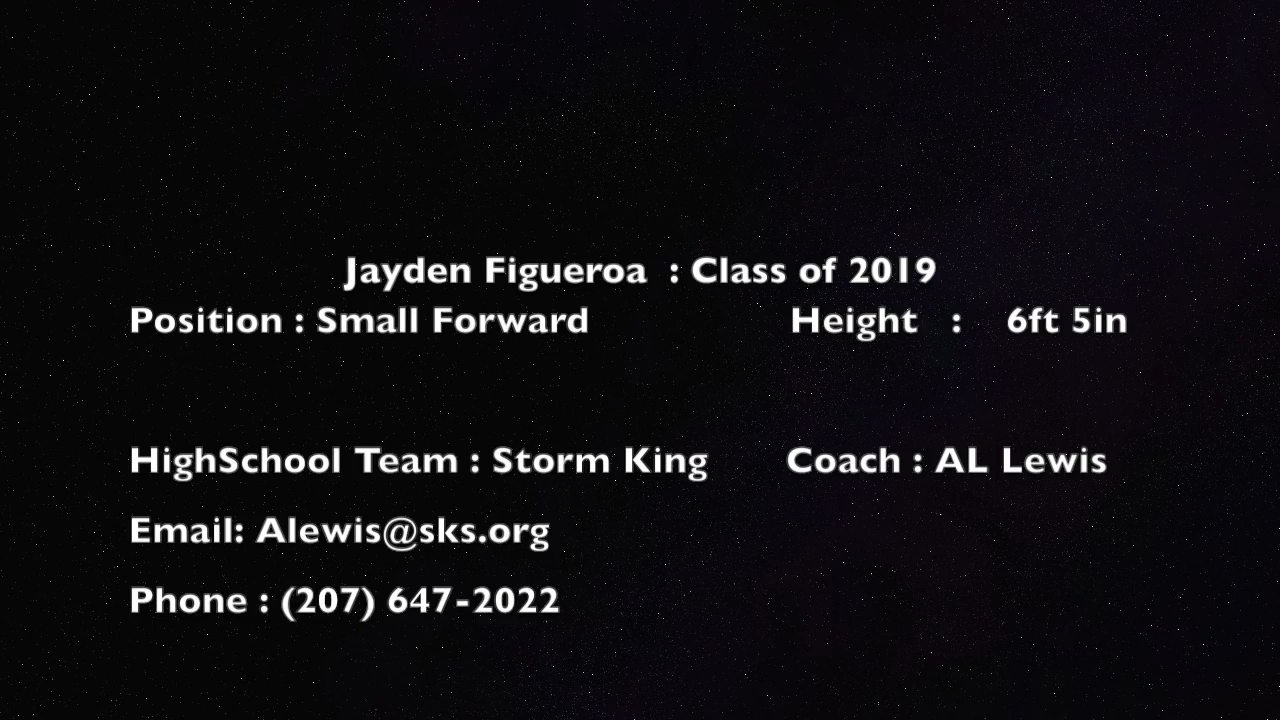 Jayden Figueroa : Class of 2019
Position : Small Forward Height : 6ft 5in
HighSchool Team : Storm King Coach : AL Lewis
Email: Alewis@sks.org
Phone : (207) 647-2022